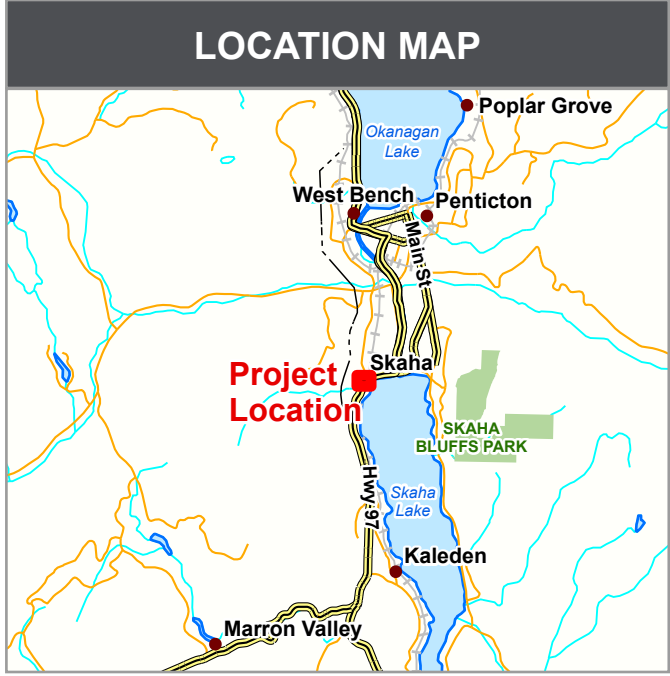 LOCATION MAP
Poplar Grove
Okanagan
Lake
West Bench
Penticton
Main St
Skaha
Project
Location
SKAHA
BLUFFS PARK
Hwy 97
Skaha
Lake
Kaleden
Marron Valley